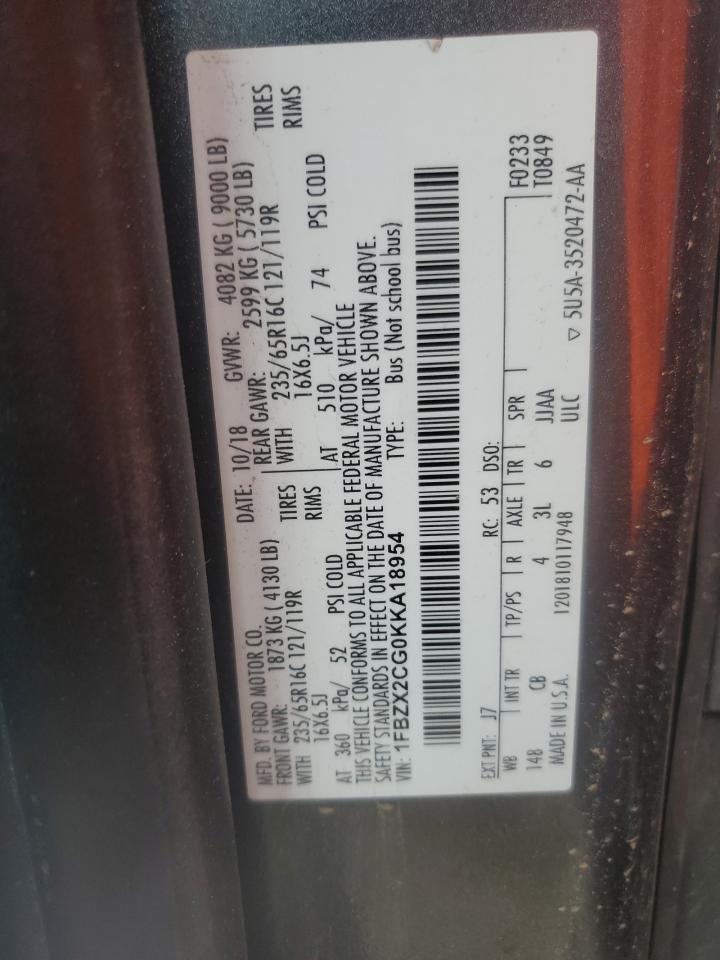 MFD. BY FORD MOTOR CO. DATE: 10/18 GVWR: 4082 KG ( 9000 LB)
FRONT GAWR: 1873 KG ( 4130 LB) REAR GAWR: 2599 KG ( 5730 LB)
WITH 235/65R16C 121/119R TIRES WITH 235/65R16C 121/119R TIRES
16X6.5J RIMS 16X6.5J RIMS
AT 360 kPa/ 52 PSI COLD AT 510 kPa/ 74 PSI COLD
THIS VEHICLE CONFORMS TO ALL APPLICABLE FEDERAL MOTOR VEHICLE
SAFETY STANDARDS IN EFFECT ON THE DATE OF MANUFACTURE SHOWN ABOVE.
VIN: 1FBZX2CG0KKA18954 TYPE: Bus (Not school bus)
EXT PNT: J7 RC: 53 DSO:
WB INT TR TP/PS R AXLE TR SPR F0233
T0849
148 CB 4 3L 6 JJAA
MADE IN U.S.A. 1201810117948 ULC
▽ 5U5A-3520472-AA